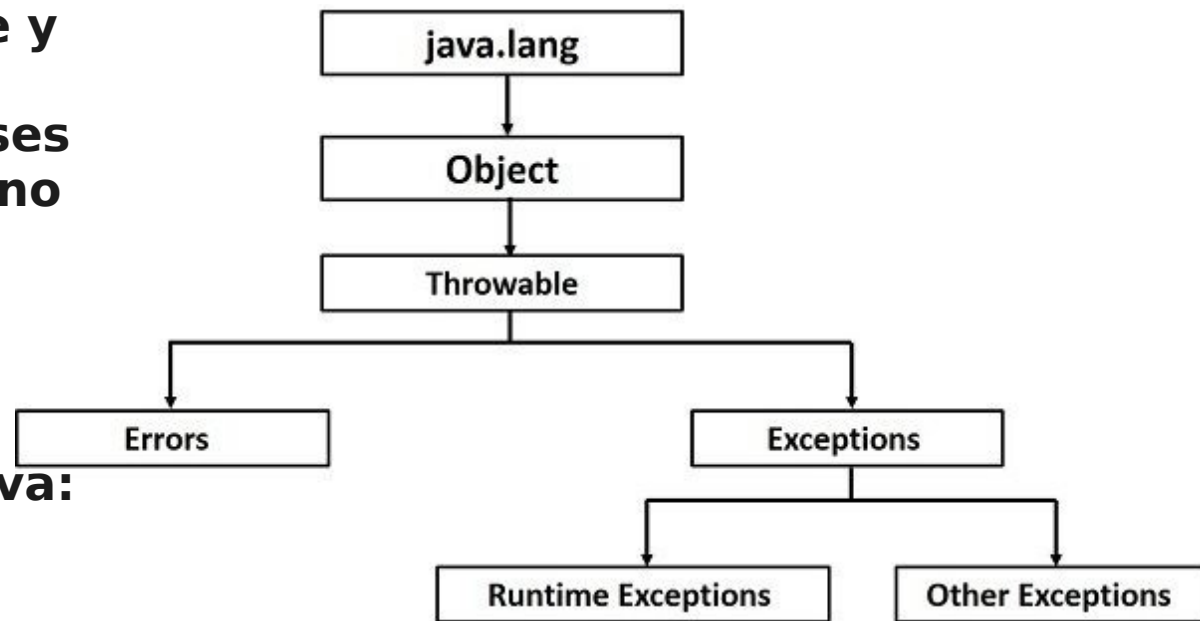 e y
ses
no
va:
java.lang
Object
Throwable
Errors
Exceptions
Runtime Exceptions
Other Exceptions